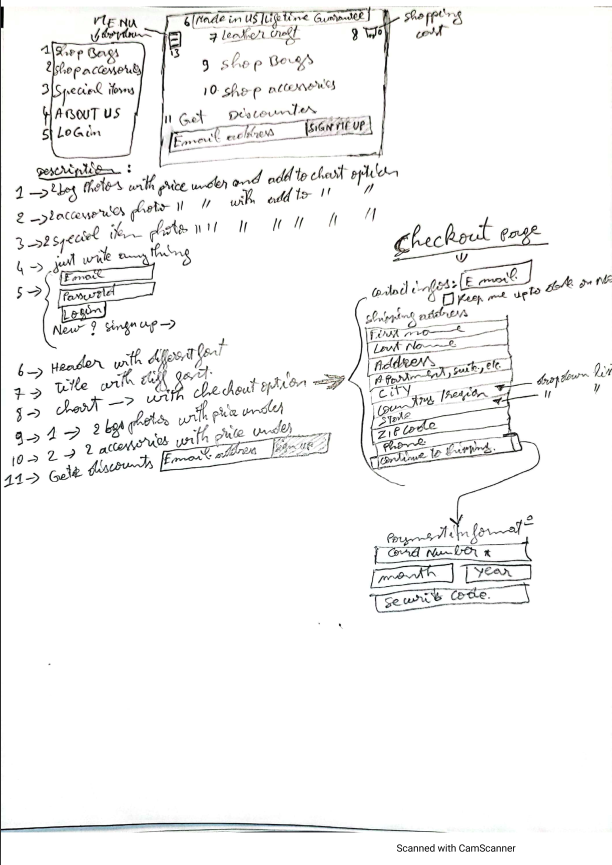 MENU
dropdown
1 Shop Bags
2 shop accessories
3 Special items
4 ABOUT US
5 LOGin
13
6 Made in US / Lifetime Guarantee
7 Leather craft
8
shopping
cart
9 shop Bags
10 shop accessories
11 Get Discountes
Email address SIGN ME UP
Description :
1 → 2 bag Photos with price under and add to chart option
2 → 2 accessories photo " " with add to " "
3 → 2 special item photo " " " " " " "
4 → just write anything
5 →
Email
Password
Login
New ? singn up →
6 → Header with different font
7 → title with diff font.
8 → chart → with checkout option ⇒
9 → 1 → 2 bgs photos with price under
10 → 2 → 2 accessories with price under
11 → Gets discounts Email address sign up
Checkout page
contact infos: Email.
Keep me up to date on
shipping address
First name
Last Name
Address
Apartment, suite, etc.
City
Country / Region dropdown list
State " "
ZIP code
Phone
continue to shipping.
Payment informat
Card Number *
month year
Security code.
Scanned with CamScanner